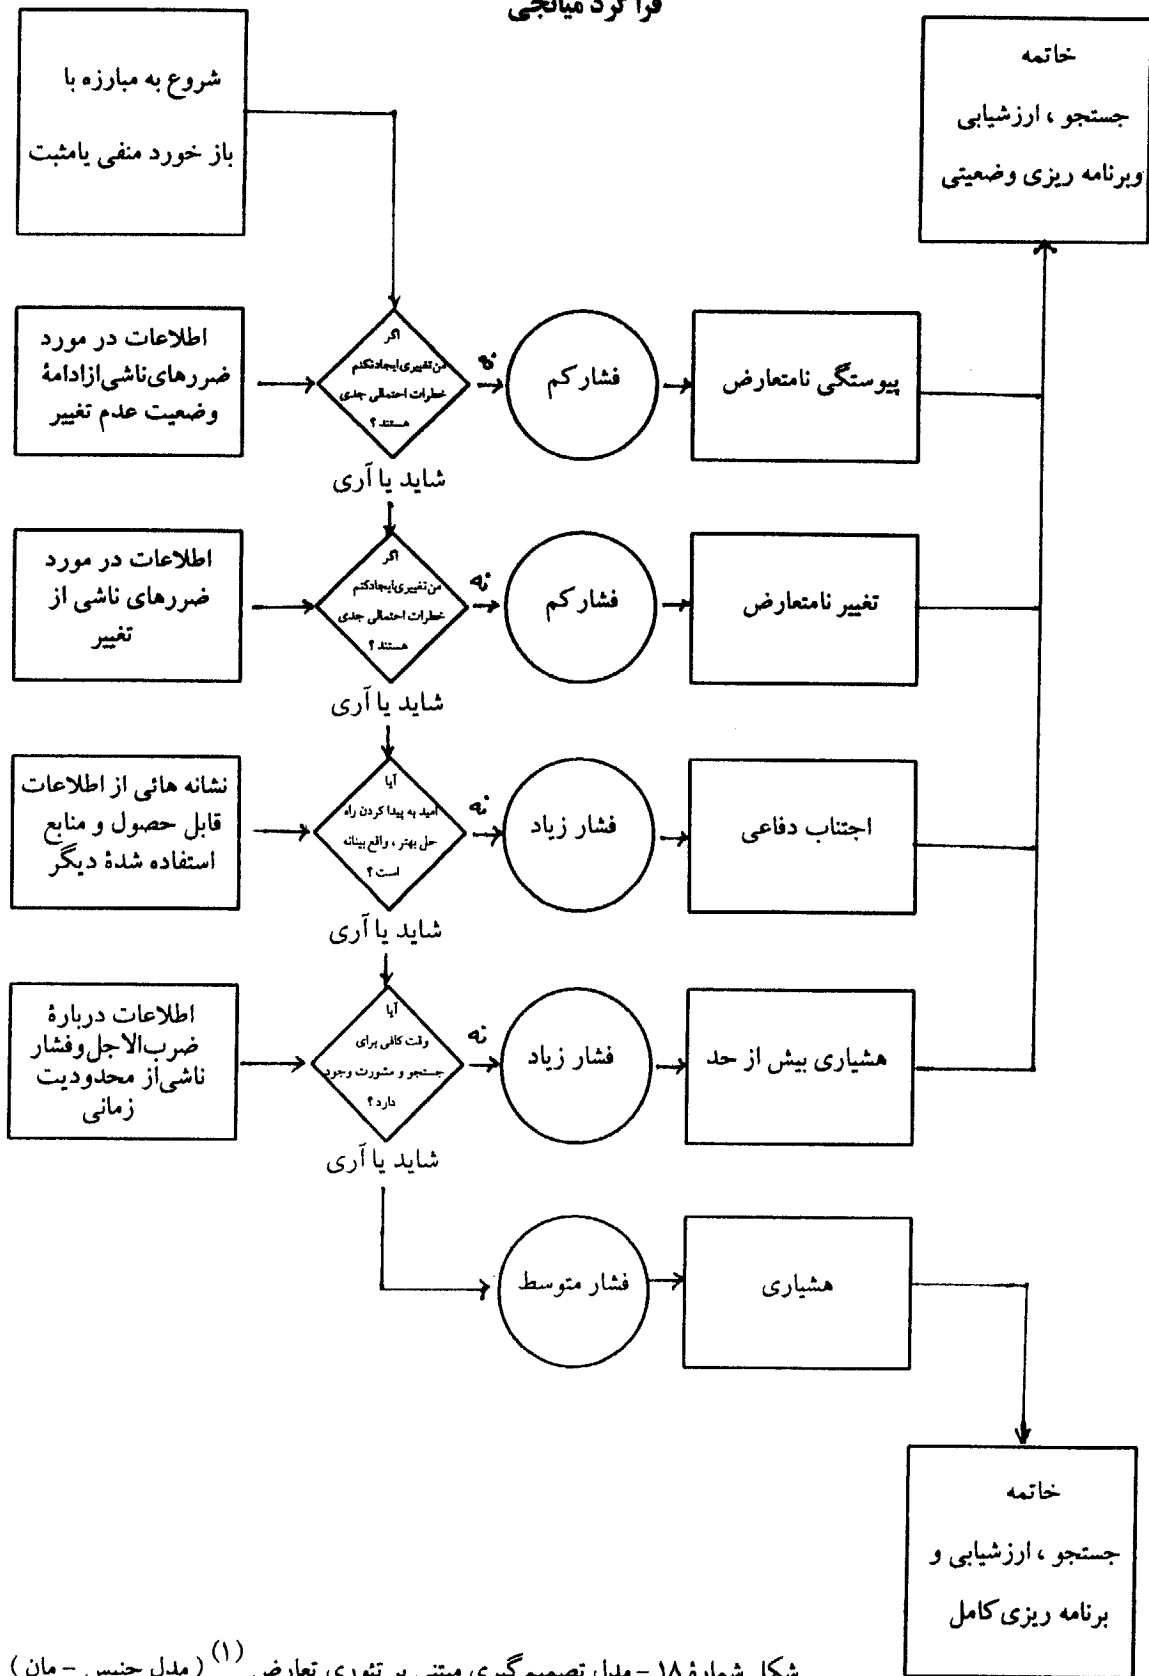 فرا گرد میانجی
شروع به مبارزه با
باز خورد منفی یامثبت
خاتمه
جستجو ، ارزشیابی
وبرنامه ریزی وضعیتی
اطلاعات در مورد
ضررهای ناشی ازادامهٔ
وضعیت عدم تغییر
اگر
من تغییری ایجادنکنم
خطرات احتمالی جدی
هستند ؟
نه
فشار کم
پیوستگی نامتعارض
شاید یا آری
اطلاعات در مورد
ضررهای ناشی از
تغییر
اگر
من تغییری ایجادکنم
خطرات احتمالی جدی
هستند ؟
نه
فشار کم
تغییر نامتعارض
شاید یا آری
نشانه هائی از اطلاعات
قابل حصول و منابع
استفاده شدهٔ دیگر
آیا
امید به پیدا کردن راه
حل بهتر ، واقع بینانه
است ؟
نه
فشار زیاد
اجتناب دفاعی
شاید یا آری
اطلاعات دربارهٔ
ضرب‌الاجل وفشار
ناشی از محدودیت
زمانی
آیا
وقت کافی برای
جستجو و مشورت وجود
دارد ؟
نه
فشار زیاد
هشیاری بیش از حد
شاید یا آری
فشار متوسط
هشیاری
خاتمه
جستجو ، ارزشیابی و
برنامه ریزی کامل
شکل شمارهٔ ۱۸ – مدل تصمیم گیری مبتنی بر تئوری تعارض (۱) ( مدل جنیس – مان )